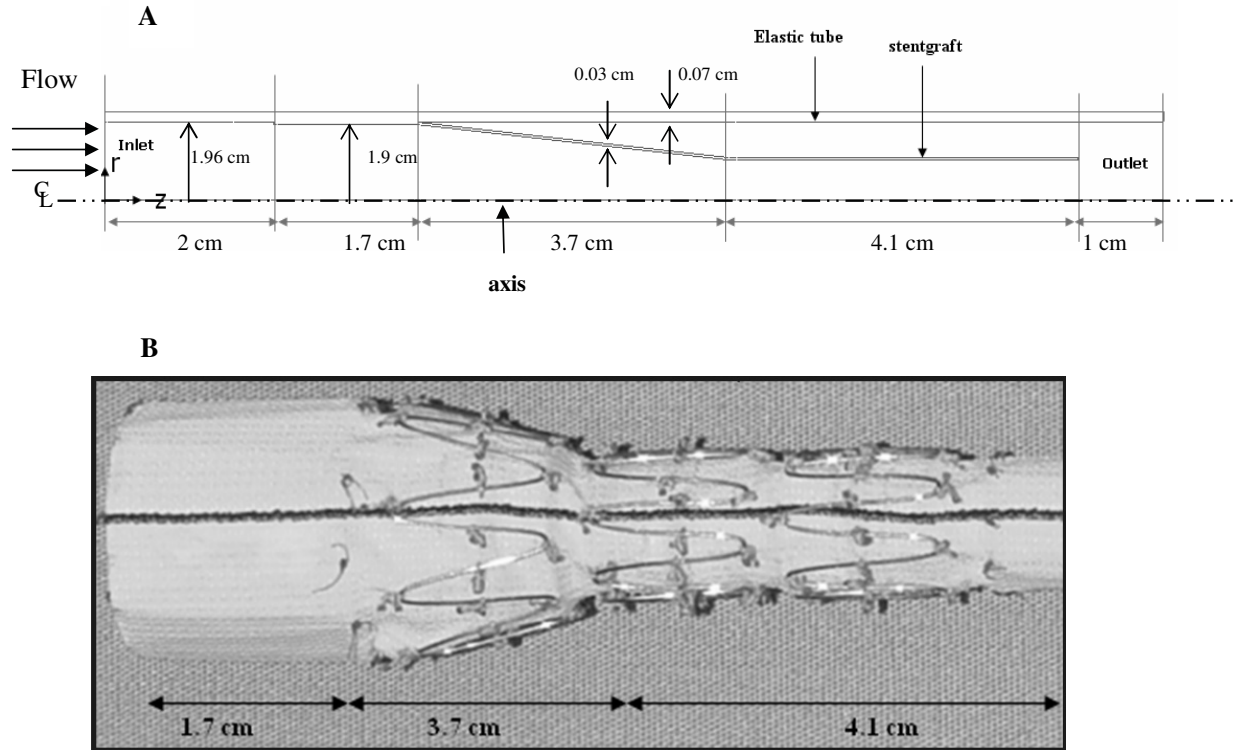 A
Elastic tube
stentgraft
0.03 cm
0.07 cm
Flow
Inlet
1.96 cm
1.9 cm
Outlet
r
℄
z
2 cm
1.7 cm
3.7 cm
4.1 cm
1 cm
axis
B
1.7 cm
3.7 cm
4.1 cm